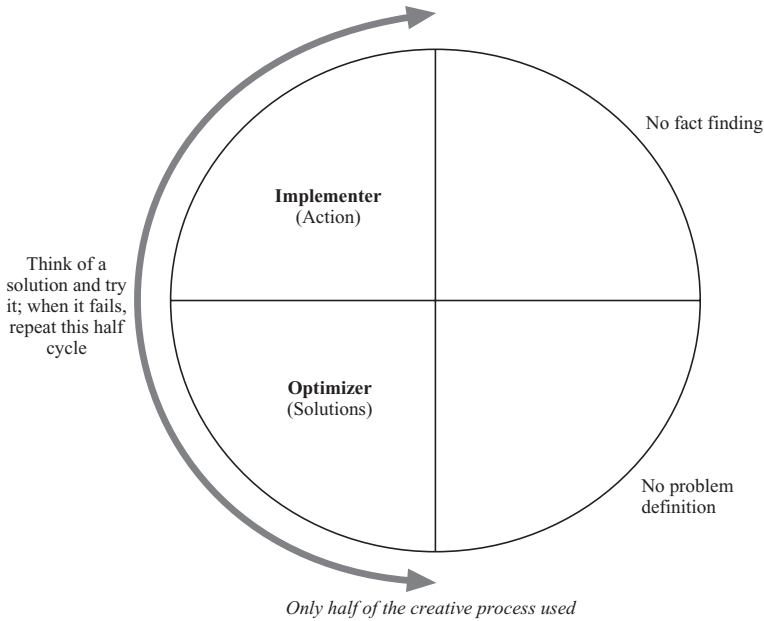 No fact finding
Implementer
(Action)
Think of a
solution and try
it; when it fails,
repeat this half
cycle
Optimizer
(Solutions)
No problem
definition
Only half of the creative process used